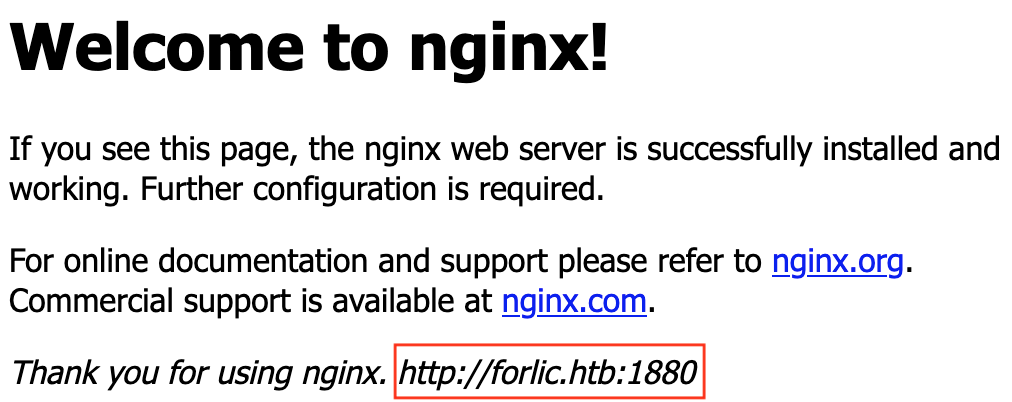 Welcome to nginx!
If you see this page, the nginx web server is successfully installed and
working. Further configuration is required.
For online documentation and support please refer to nginx.org.
Commercial support is available at nginx.com.
Thank you for using nginx. http://forlic.htb:1880